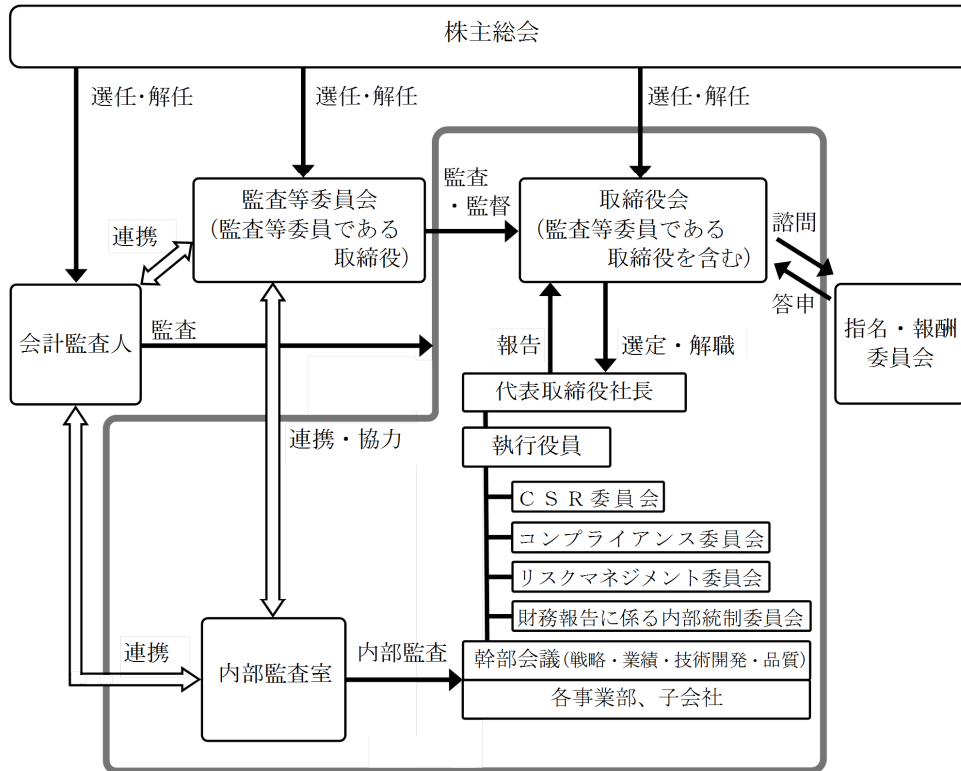 株主総会
選任・解任
選任・解任
選任・解任
監査等委員会
(監査等委員である
取締役)
監査
・監督
取締役会
(監査等委員である
取締役を含む)
諮問
答申
連携
会計監査人
監査
指名・報酬
委員会
報告
選定・解職
代表取締役社長
執行役員
連携・協力
CSR委員会
コンプライアンス委員会
リスクマネジメント委員会
財務報告に係る内部統制委員会
連携
内部監査室
内部監査
幹部会議(戦略・業績・技術開発・品質)
各事業部、子会社